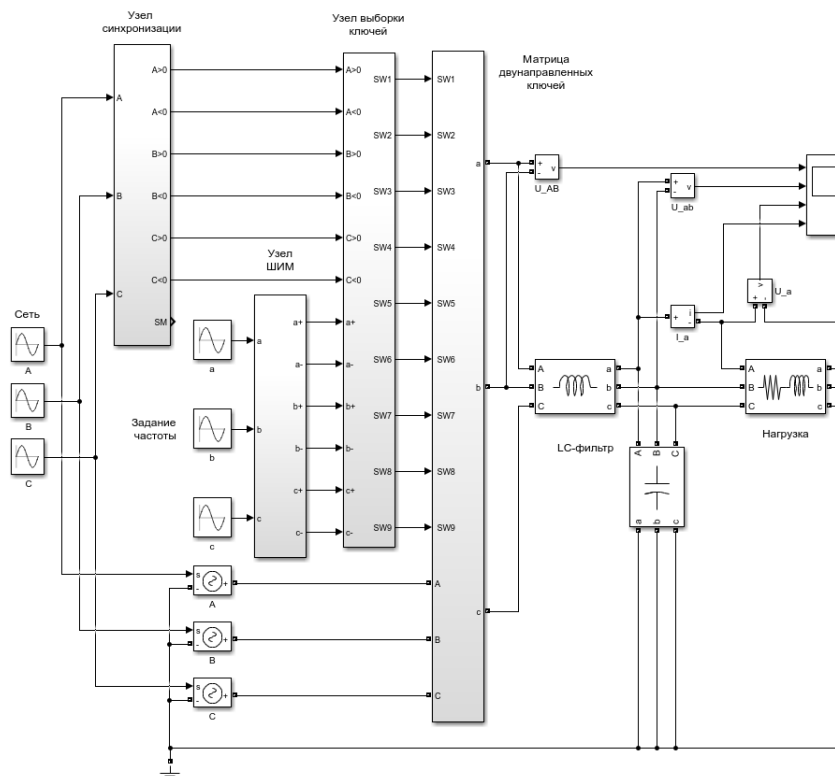 Узел
синхронизации
Узел выборки
ключей
Матрица
двунаправленных
ключей
A>0
A<0
B>0
B<0
C>0
C<0
SM
A
B
C
A>0
A<0
B>0
B<0
C>0
C<0
a+
a-
b+
b-
c+
c-
SW1
SW2
SW3
SW4
SW5
SW6
SW7
SW8
SW9
SW1
SW2
SW3
SW4
SW5
SW6
SW7
SW8
SW9
A
B
C
a
b
c
+
-
v
U_AB
+
-
v
U_ab
v
+
-
U_a
+
i
-
I_a
Узел
ШИМ
a
b
c
a+
a-
b+
b-
c+
c-
Сеть
A
B
C
Задание
частоты
a
b
c
A
B
C
a
b
c
LC-фильтр
A
B
C
a
b
c
Нагрузка
A
B
C
a
b
c
s
-
+
A
s
-
+
B
s
-
+
C